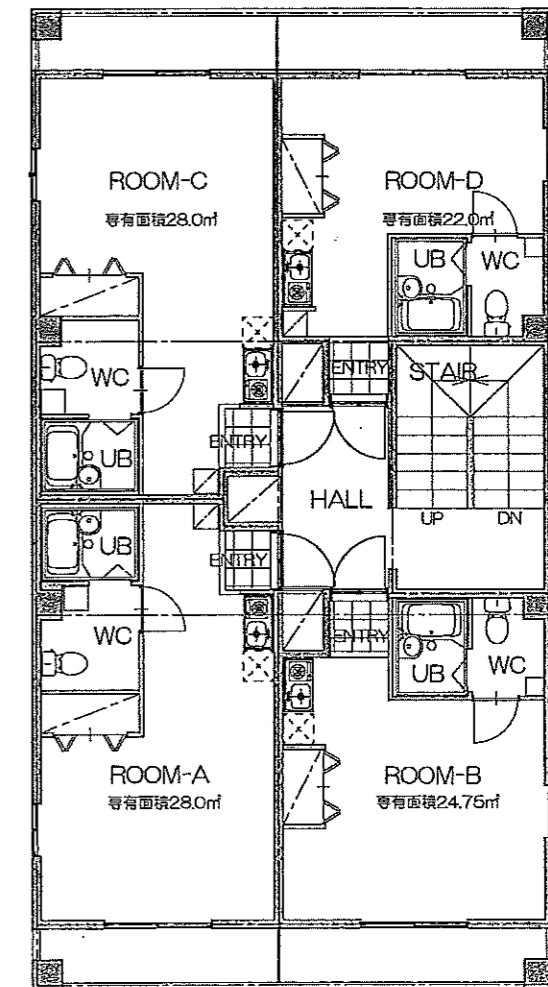 ROOM-C
専有面積28.0㎡
ROOM-D
専有面積22.0㎡
UB
WC
WC
UB
ENTRY
STAIR
ENTRY
HALL
UP
DN
UB
ENTRY
WC
ENTRY
UB
WC
ROOM-A
専有面積28.0㎡
ROOM-B
専有面積24.75㎡